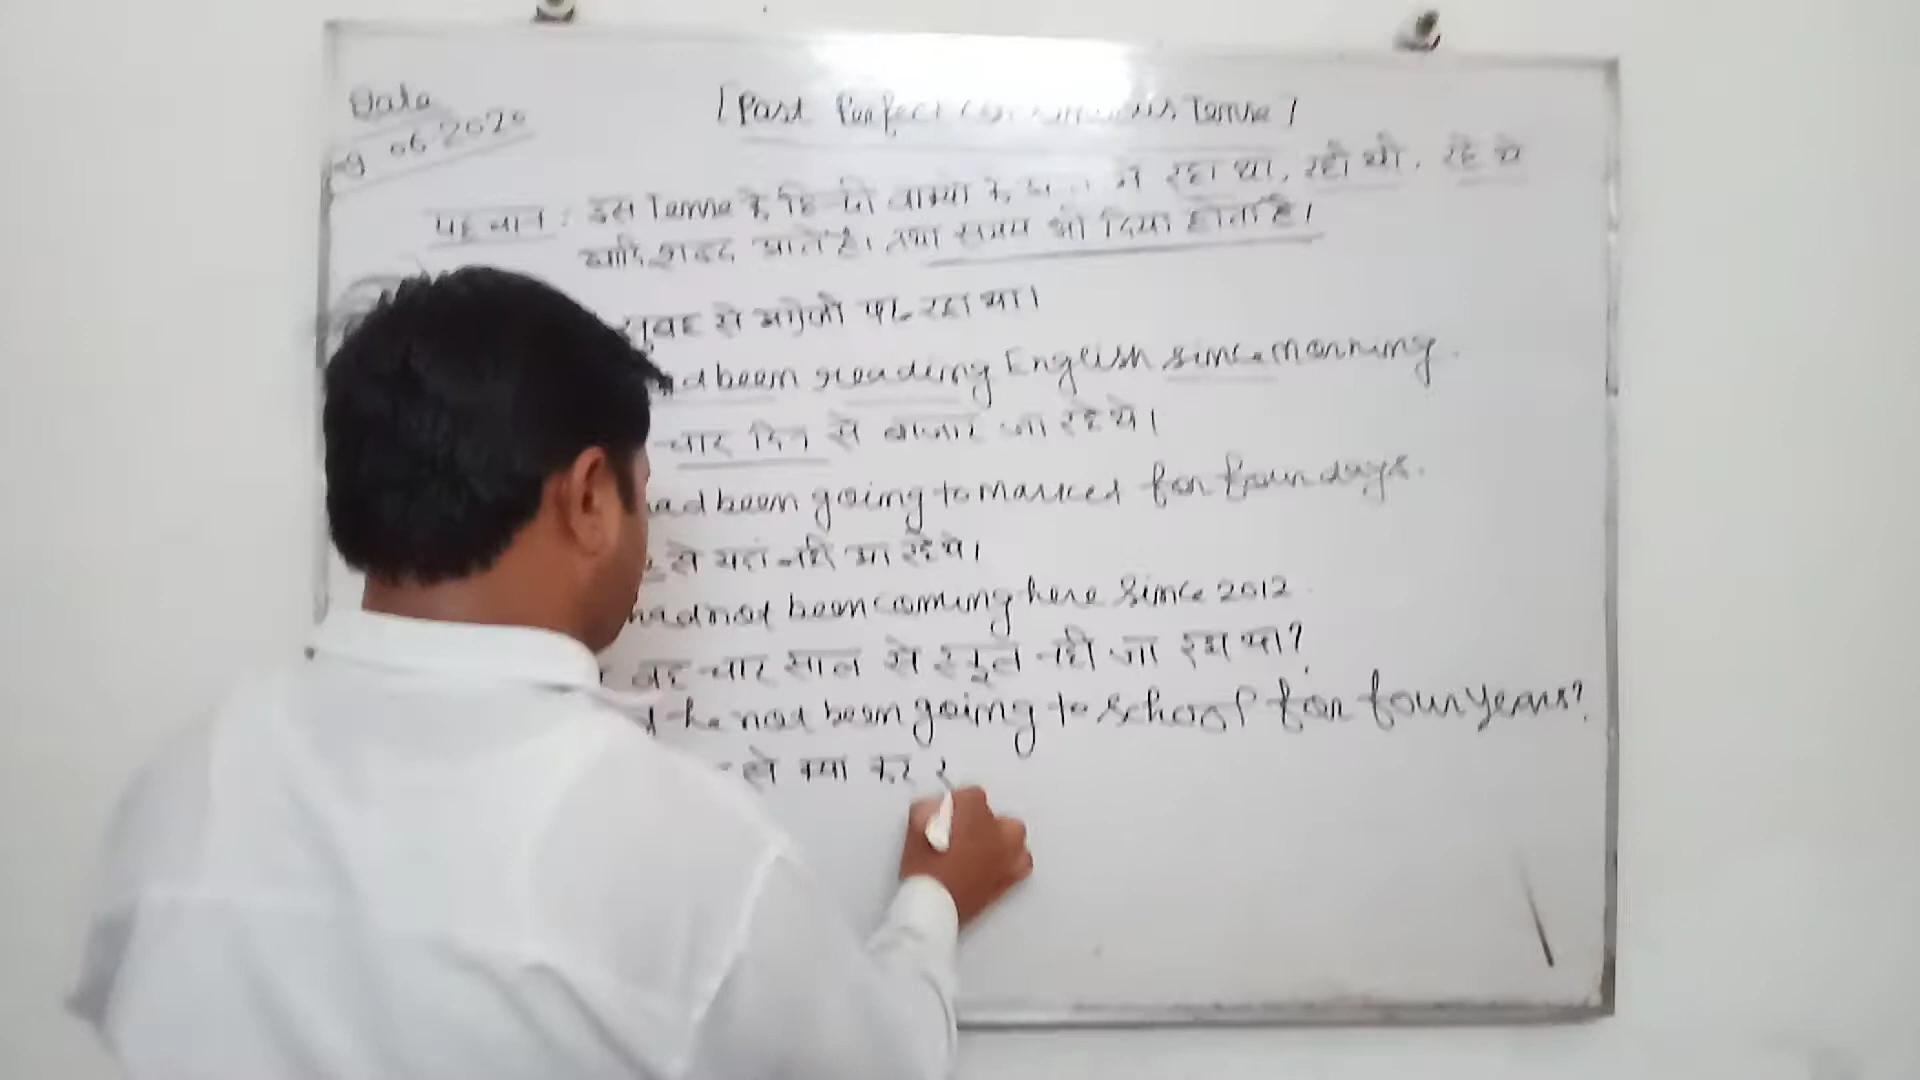 Date
[Past Perfect Continuous Tense]
09 06 2020
पहचान : इस Tense के हिन्दी वाक्यों के अन्त में रहा था, रही थी, रहे थे
आदि शब्द आते है। तथा समय भी दिया होता है।
सुबह से अंग्रेजी पढ़ रहा था।
had been reading English since morning.
चार दिन से बाजार जा रहे थे।
had been going to market for four days.
से यहां नही आ रहे थे।
had not been coming here since 2012.
वह चार साल से स्कूल नही जा रहा था?
he not been going to school for four years?
से क्या कर